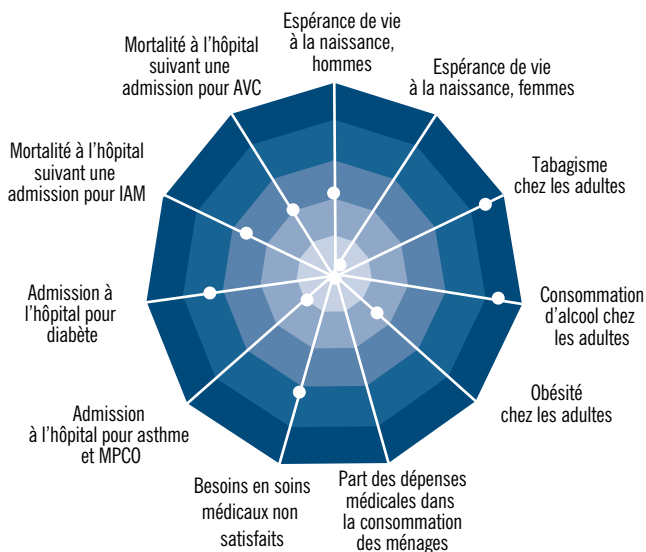 Espérance de vie
à la naissance,
hommes
Espérance de vie
à la naissance, femmes
Tabagisme
chez les adultes
Consommation
d'alcool chez
les adultes
Obésité
chez les adultes
Part des dépenses
médicales dans
la consommation
des ménages
Besoins en soins
médicaux non
satisfaits
Admission
à l'hôpital pour asthme
et MPCO
Admission à
l'hôpital pour
diabète
Mortalité à l'hôpital
suivant une
admission pour IAM
Mortalité à l'hôpital
suivant une
admission pour AVC